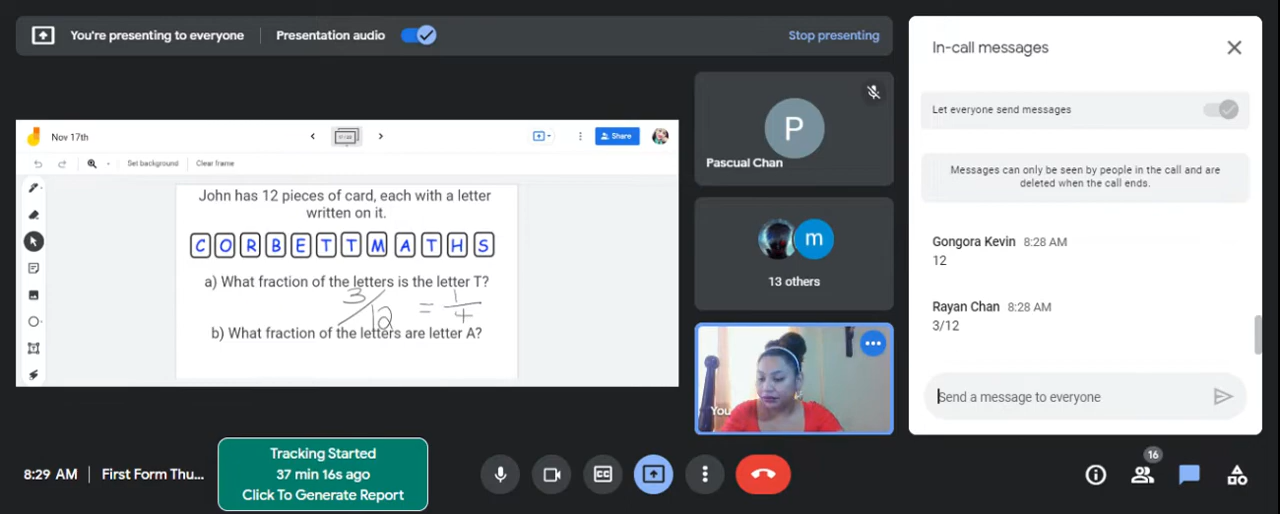 You're presenting to everyone
Presentation audio
Stop presenting
Nov 17th
Share
Set background
Clear frame
John has 12 pieces of card, each with a letter
written on it.
C O R B E T T M A T H S
a) What fraction of the letters is the letter T?
3/12 = 1/4
b) What fraction of the letters are letter A?
P
Pascual Chan
m
13 others
You
In-call messages
Let everyone send messages
Messages can only be seen by people in the call and are
deleted when the call ends.
Gongora Kevin 8:28 AM
12
Rayan Chan 8:28 AM
3/12
Send a message to everyone
8:29 AM
First Form Thu...
Tracking Started
37 min 16s ago
Click To Generate Report
CC
16